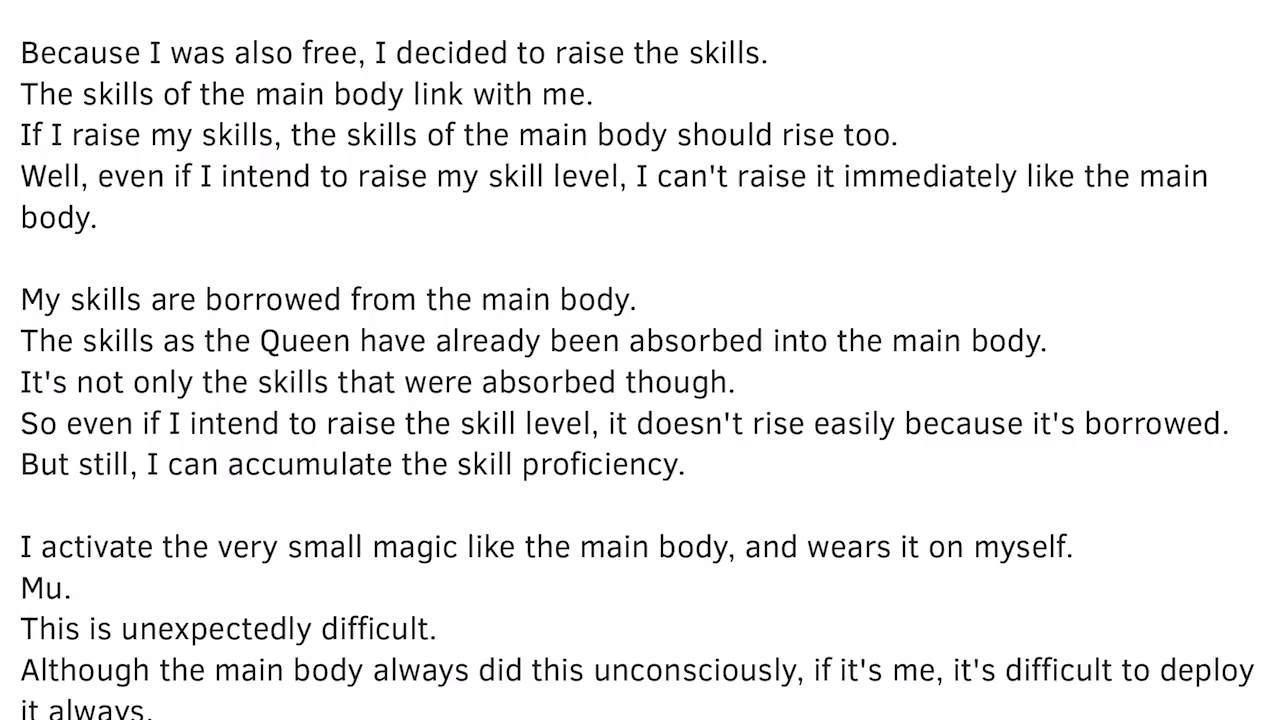 Because I was also free, I decided to raise the skills.
The skills of the main body link with me.
If I raise my skills, the skills of the main body should rise too.
Well, even if I intend to raise my skill level, I can't raise it immediately like the main
body.
My skills are borrowed from the main body.
The skills as the Queen have already been absorbed into the main body.
It's not only the skills that were absorbed though.
So even if I intend to raise the skill level, it doesn't rise easily because it's borrowed.
But still, I can accumulate the skill proficiency.
I activate the very small magic like the main body, and wears it on myself.
Mu.
This is unexpectedly difficult.
Although the main body always did this unconsciously, if it's me, it's difficult to deploy
it always.